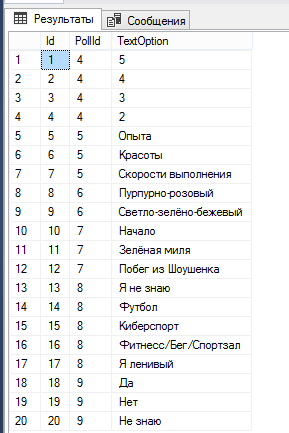 Результаты Сообщения
Id PollId TextOption
1 1 4 5
2 2 4 4
3 3 4 3
4 4 4 2
5 5 5 Опыта
6 6 5 Красоты
7 7 5 Скорости выполнения
8 8 6 Пурпурно-розовый
9 9 6 Светло-зелёно-бежевый
10 10 7 Начало
11 11 7 Зелёная миля
12 12 7 Побег из Шоушенка
13 13 8 Я не знаю
14 14 8 Футбол
15 15 8 Киберспорт
16 16 8 Фитнесс/Бег/Спортзал
17 17 8 Я ленивый
18 18 9 Да
19 19 9 Нет
20 20 9 Не знаю